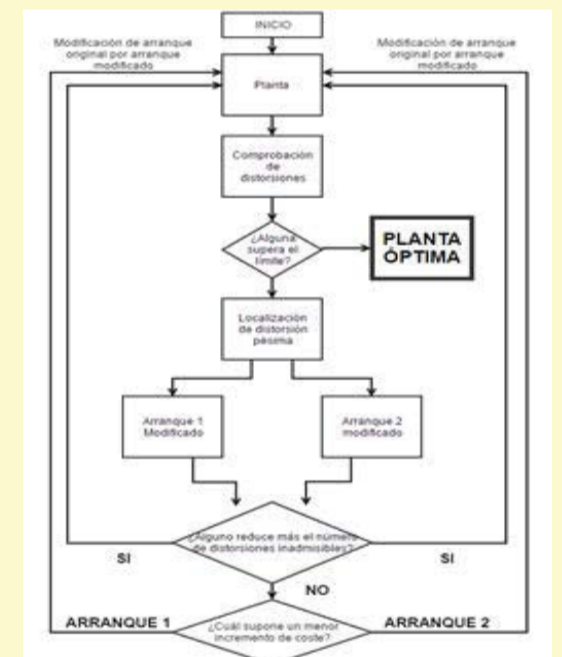 INICIO
Modificación de arranque
original por arranque
modificado
Modificación de arranque
original por arranque
modificado
Planta
Comprobación
de
distorsiones
¿Alguna
supera el
límite?
PLANTA
ÓPTIMA
Localización
de distorsión
pésima
Arranque 1
Modificado
Arranque 2
modificado
¿Alguno reduce más el número
de distorsiones inadmisibles?
SI
SI
NO
ARRANQUE 1
ARRANQUE 2
¿Cuál supone un menor
incremento de coste?